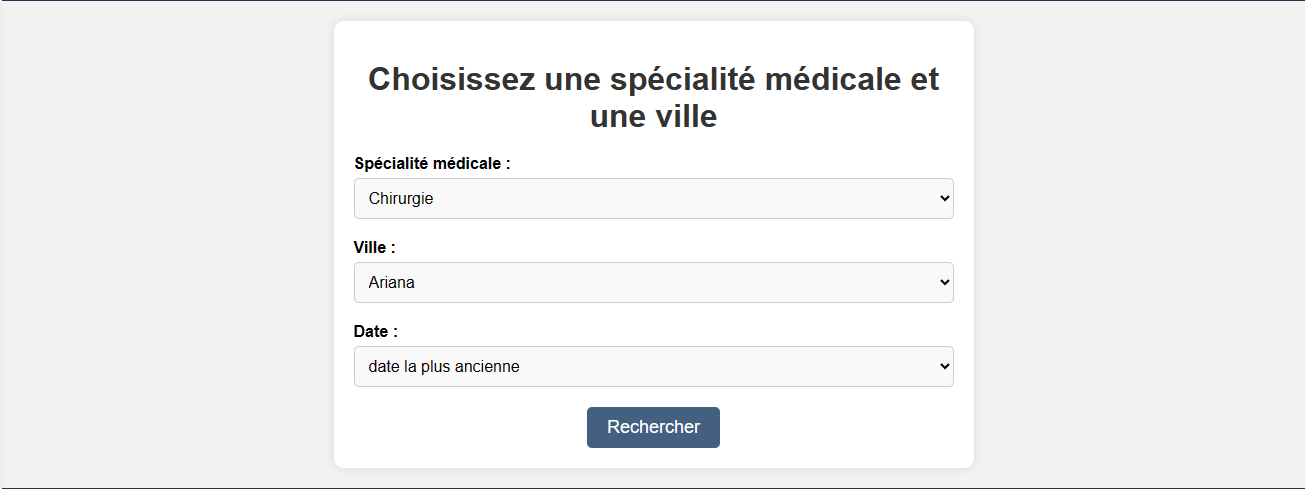 Choisissez une spécialité médicale et
une ville
Spécialité médicale :
Chirurgie
Ville :
Ariana
Date :
date la plus ancienne
Rechercher